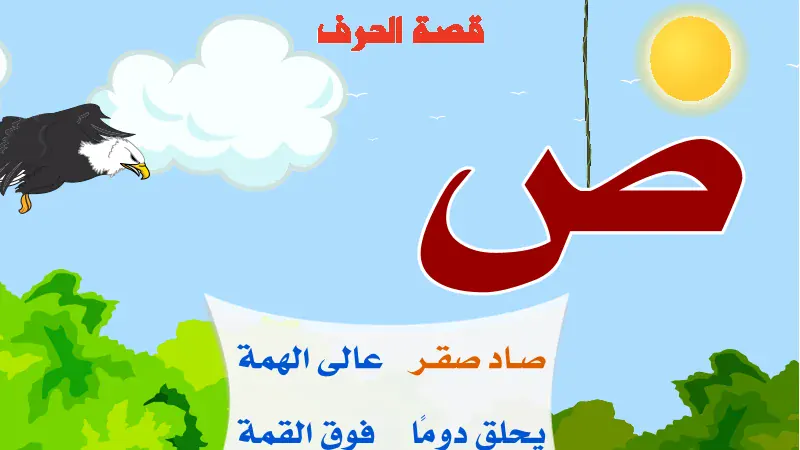 قصة الحرف
ص
صاد صقر عالى الهمة
يحلق دومًا فوق القمة